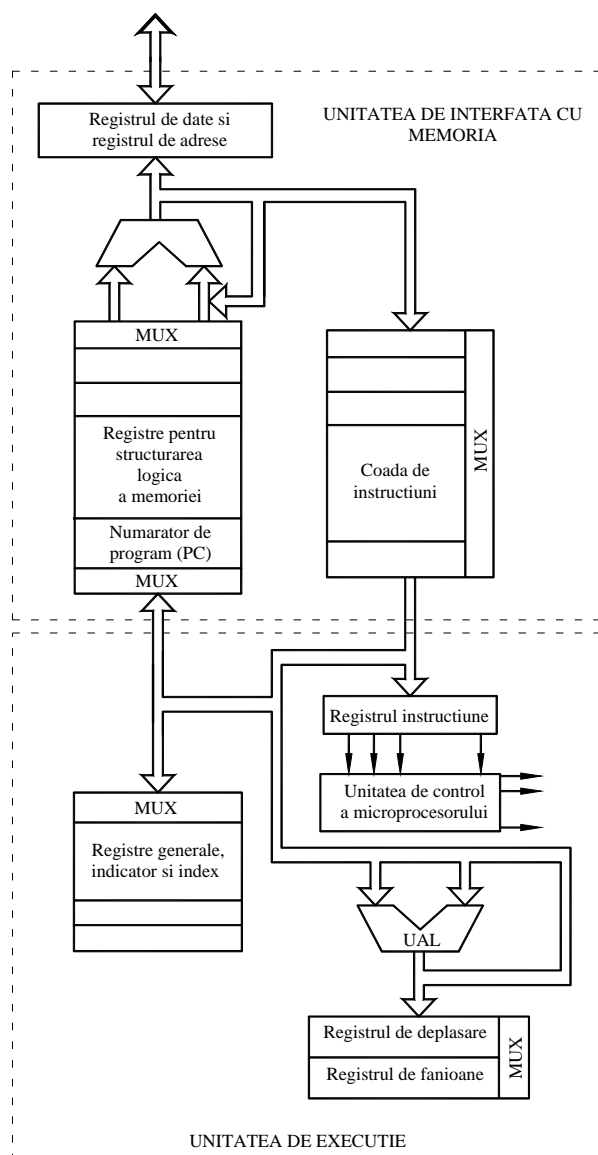 Registrul de date si
registrul de adrese
UNITATEA DE INTERFATA CU
MEMORIA
MUX
Registre pentru
structurarea
logica
a memoriei
Numarator de
program (PC)
MUX
Coada de
instructiuni
MUX
Registrul instructiune
Unitatea de control
a microprocesorului
MUX
Registre generale,
indicator si index
UAL
Registrul de deplasare
Registrul de fanioane
MUX
UNITATEA DE EXECUTIE